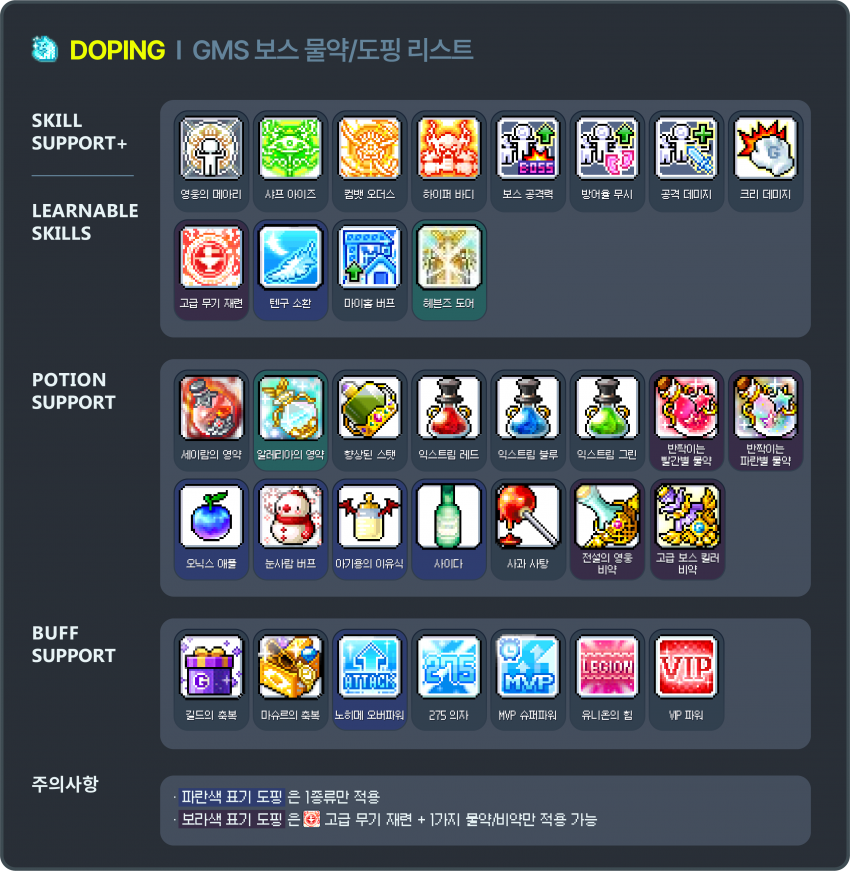 DOPING | GMS 보스 물약/도핑 리스트
SKILL
SUPPORT+
LEARNABLE
SKILLS
영웅의 메아리 샤프 아이즈 컴뱃 오더스 하이퍼 바디 보스 공격력 방어율 무시 공격 데미지 크리 데미지
BOSS
G
고급 무기 재련 텐구 소환 마이홈 버프 헤븐즈 도어
POTION
SUPPORT
세이람의 영약 알레리아의 영약 향상된 스탯 익스트림 레드 익스트림 블루 익스트림 그린 반짝이는 빨간별 물약 반짝이는 파란별 물약
오닉스 애플 눈사람 버프 아기용의 이유식 사이다 사과 사탕 전설의 영웅 비약 고급 보스 킬러 비약
BUFF
SUPPORT
G ATTACK 275 MVP LEGION VIP
길드의 축복 마슈르의 축복 노히메 오버파워 275 의자 MVP 슈퍼파워 유니온의 힘 VIP 파워
주의사항
· 파란색 표기 도핑 은 1종류만 적용
· 보라색 표기 도핑 은 고급 무기 재련 + 1가지 물약/비약만 적용 가능